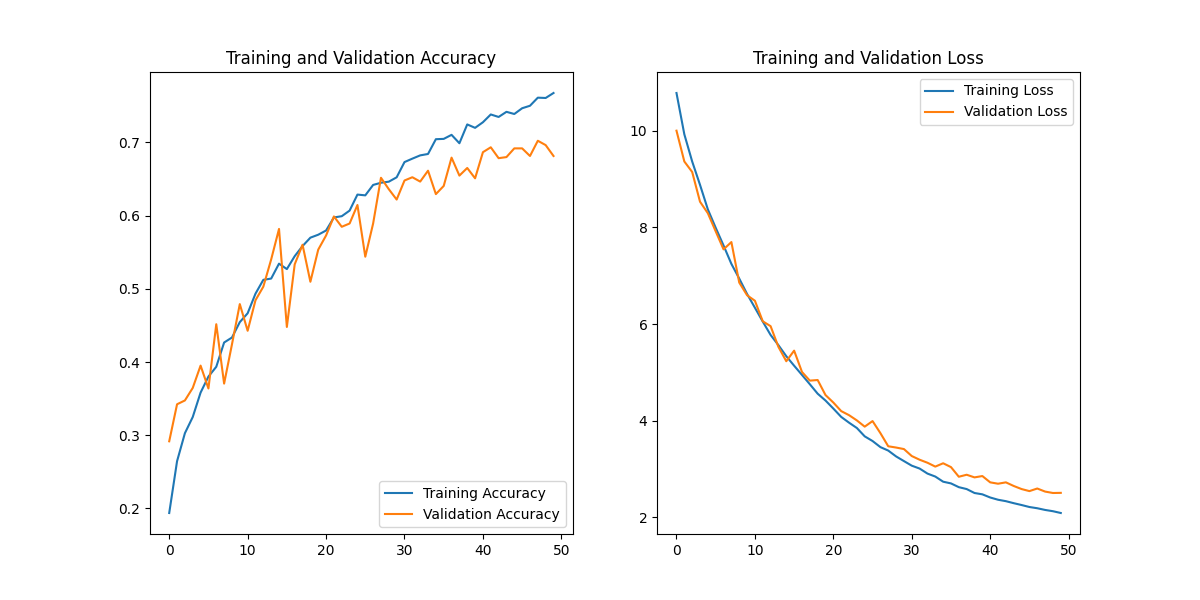 Training and Validation Accuracy
0.7
0.6
0.5
0.4
0.3
0.2
Training Accuracy
Validation Accuracy
0 10 20 30 40 50
Training and Validation Loss
Training Loss
Validation Loss
10
8
6
4
2
0 10 20 30 40 50